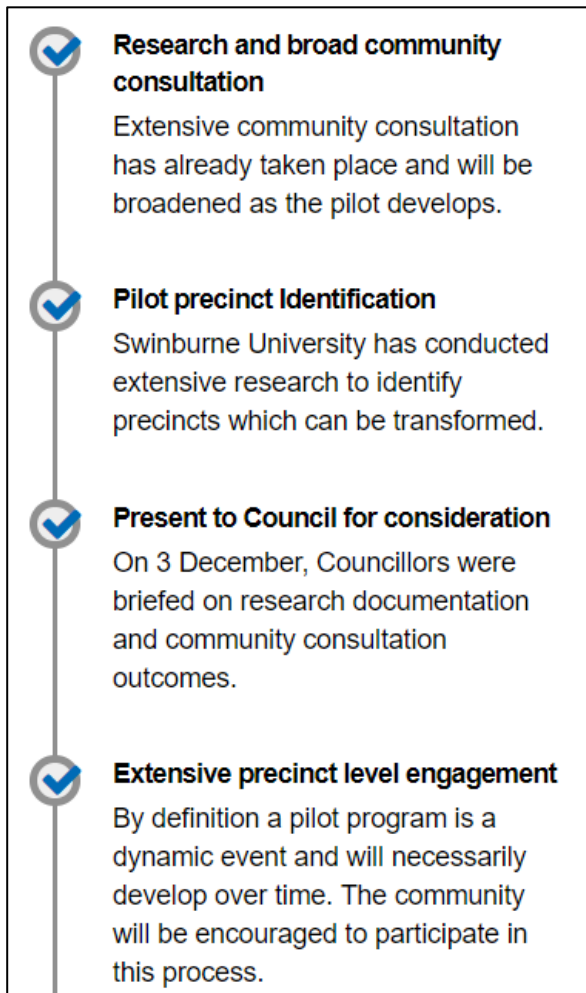 Research and broad community
consultation
Extensive community consultation
has already taken place and will be
broadened as the pilot develops.
Pilot precinct Identification
Swinburne University has conducted
extensive research to identify
precincts which can be transformed.
Present to Council for consideration
On 3 December, Councillors were
briefed on research documentation
and community consultation
outcomes.
Extensive precinct level engagement
By definition a pilot program is a
dynamic event and will necessarily
develop over time. The community
will be encouraged to participate in
this process.